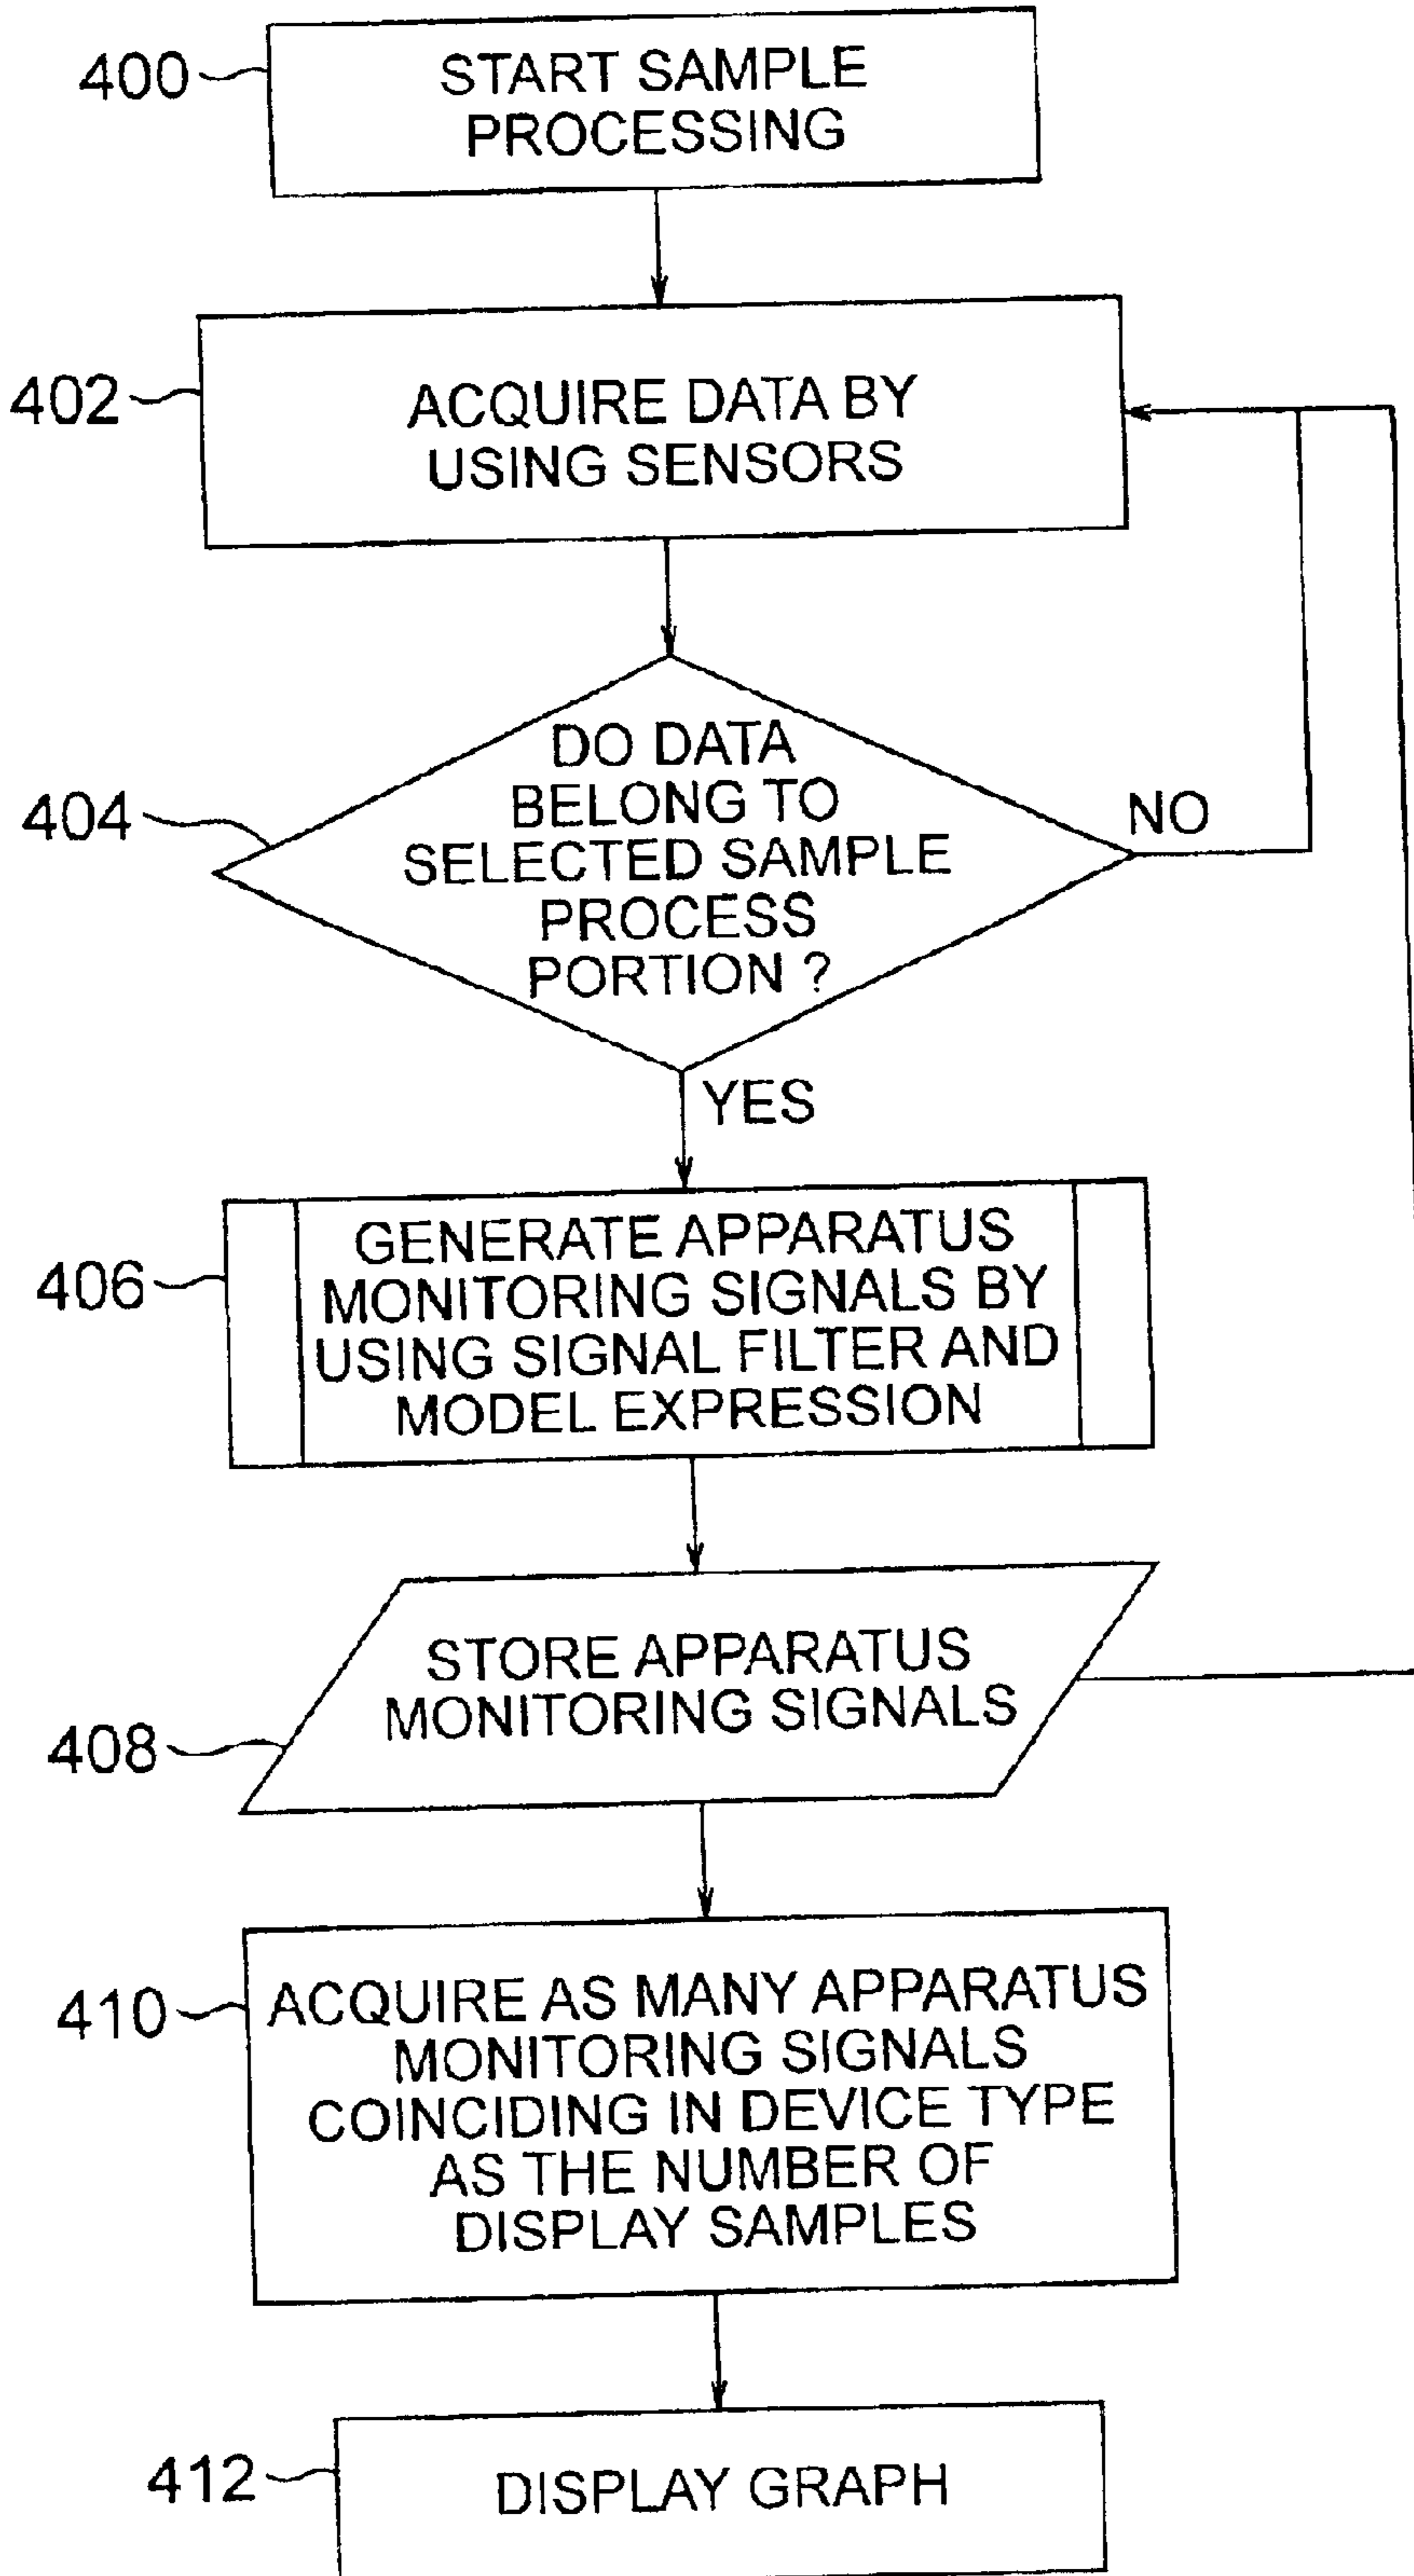 400
START SAMPLE
PROCESSING
402
ACQUIRE DATA BY
USING SENSORS
404
DO DATA
BELONG TO
SELECTED SAMPLE
PROCESS
PORTION ?
NO
YES
406
GENERATE APPARATUS
MONITORING SIGNALS BY
USING SIGNAL FILTER AND
MODEL EXPRESSION
408
STORE APPARATUS
MONITORING SIGNALS
410
ACQUIRE AS MANY APPARATUS
MONITORING SIGNALS
COINCIDING IN DEVICE TYPE
AS THE NUMBER OF
DISPLAY SAMPLES
412
DISPLAY GRAPH